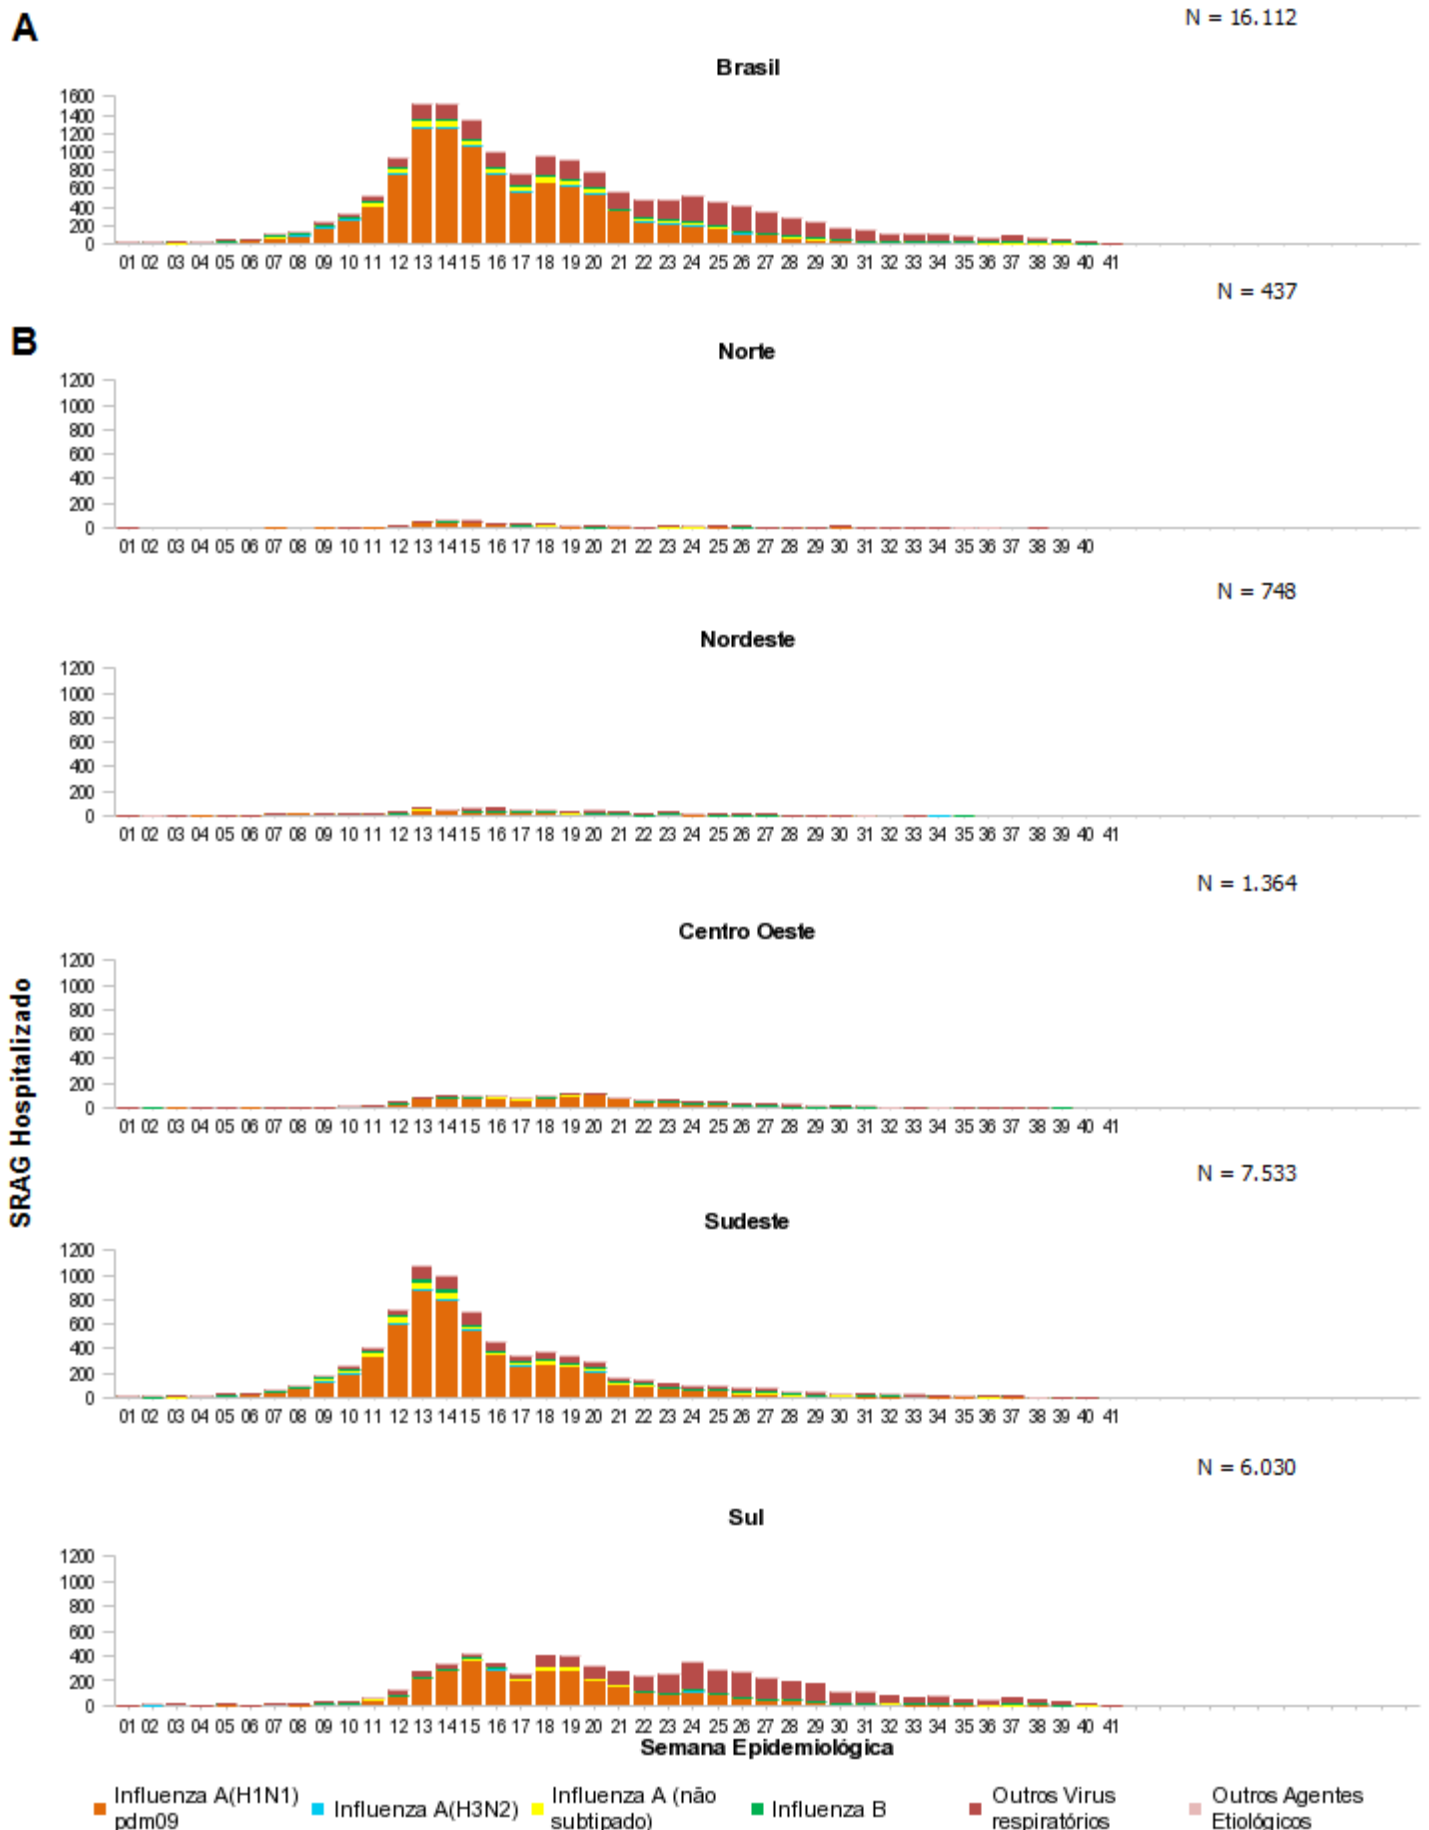 A
N = 16.112
Brasil
1600
1400
1200
1000
800
600
400
200
0
01 02 03 04 05 06 07 08 09 10 11 12 13 14 15 16 17 18 19 20 21 22 23 24 25 26 27 28 29 30 31 32 33 34 35 36 37 38 39 40 41
N = 437
B
Norte
1200
1000
800
600
400
200
0
01 02 03 04 05 06 07 08 09 10 11 12 13 14 15 16 17 18 19 20 21 22 23 24 25 26 27 28 29 30 31 32 33 34 35 36 37 38 39 40
N = 748
Nordeste
1200
1000
800
600
400
200
0
01 02 03 04 05 06 07 08 09 10 11 12 13 14 15 16 17 18 19 20 21 22 23 24 25 26 27 28 29 30 31 32 33 34 35 36 37 38 39 40 41
N = 1.364
Centro Oeste
1200
1000
800
600
400
200
0
01 02 03 04 05 06 07 08 09 10 11 12 13 14 15 16 17 18 19 20 21 22 23 24 25 26 27 28 29 30 31 32 33 34 35 36 37 38 39 40 41
SRAG Hospitalizado
N = 7.533
Sudeste
1200
1000
800
600
400
200
0
01 02 03 04 05 06 07 08 09 10 11 12 13 14 15 16 17 18 19 20 21 22 23 24 25 26 27 28 29 30 31 32 33 34 35 36 37 38 39 40 41
N = 6.030
Sul
1200
1000
800
600
400
200
0
01 02 03 04 05 06 07 08 09 10 11 12 13 14 15 16 17 18 19 20 21 22 23 24 25 26 27 28 29 30 31 32 33 34 35 36 37 38 39 40 41
Semana Epidemiológica
Influenza A(H1N1)
pdm09
Influenza A(H3N2)
Influenza A (não
subtipado)
Influenza B
Outros Virus
respiratórios
Outros Agentes
Etiológicos